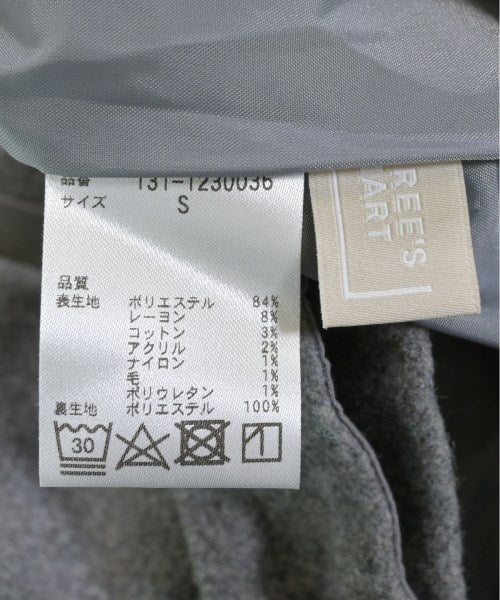 品番 131-1230036
サイズ S
品質
表生地 ポリエステル 84%
レーヨン 8%
コットン 3%
アクリル 2%
ナイロン 1%
毛 1%
ポリウレタン 1%
裏生地 ポリエステル 100%
30
REE'S
ART